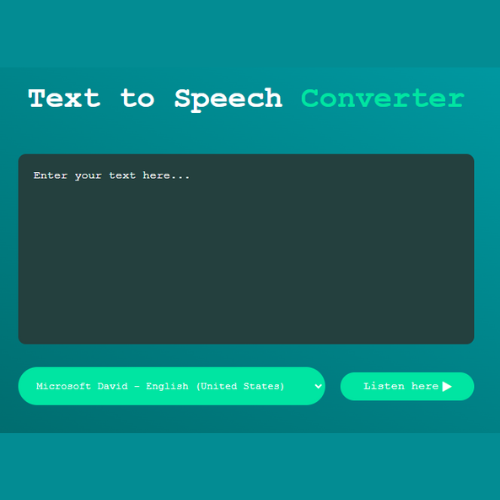 Text to Speech Converter
Enter your text here...
Microsoft David - English (United States)
Listen here